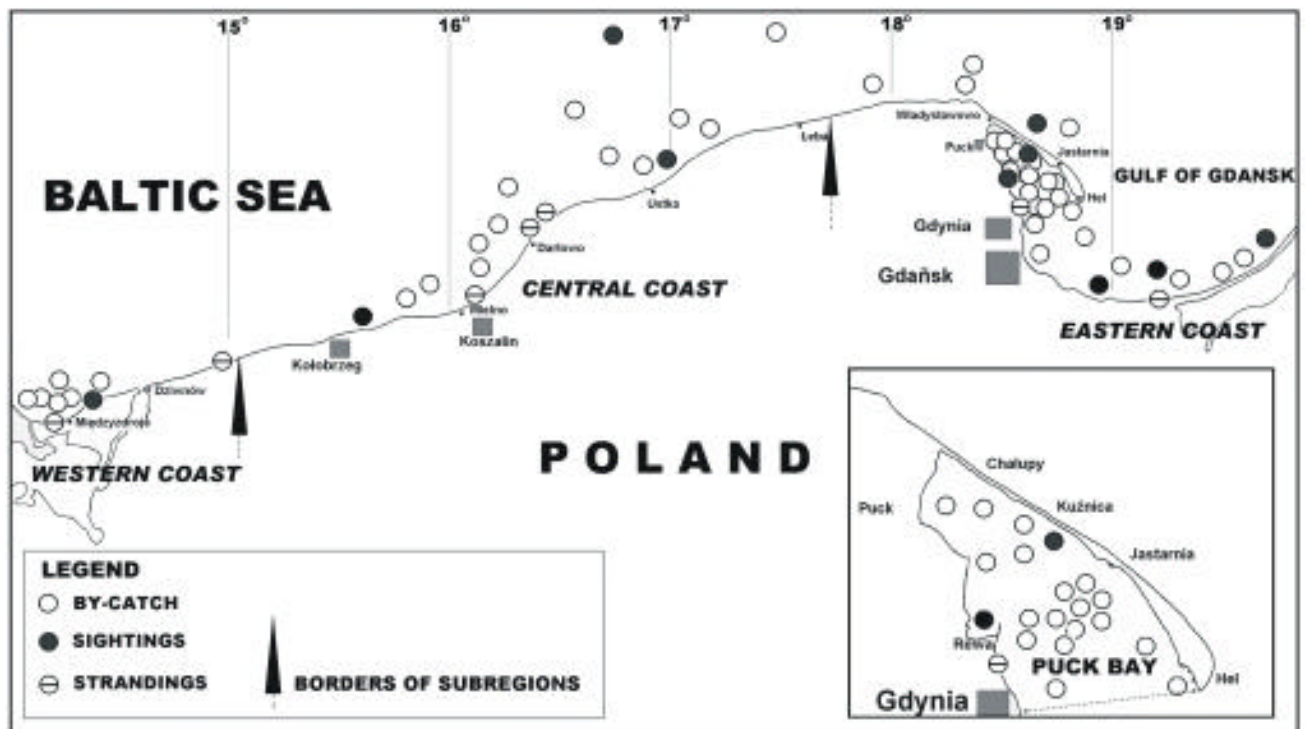 15° 16° 17° 18° 19°
Władysławowo
Łeba
Puck
Jastarnia
BALTIC SEA
GULF OF GDANSK
Hel
Ustka
Gdynia
Darłowo
Gdańsk
CENTRAL COAST
Mielno
EASTERN COAST
Koszalin
Kołobrzeg
Dziwnów
Międzyzdroje
WESTERN COAST
POLAND
Chałupy
Kuźnica
Puck
Jastarnia
Rewa
PUCK BAY
Hel
Gdynia
LEGEND
BY-CATCH
SIGHTINGS
STRANDINGS
BORDERS OF SUBREGIONS